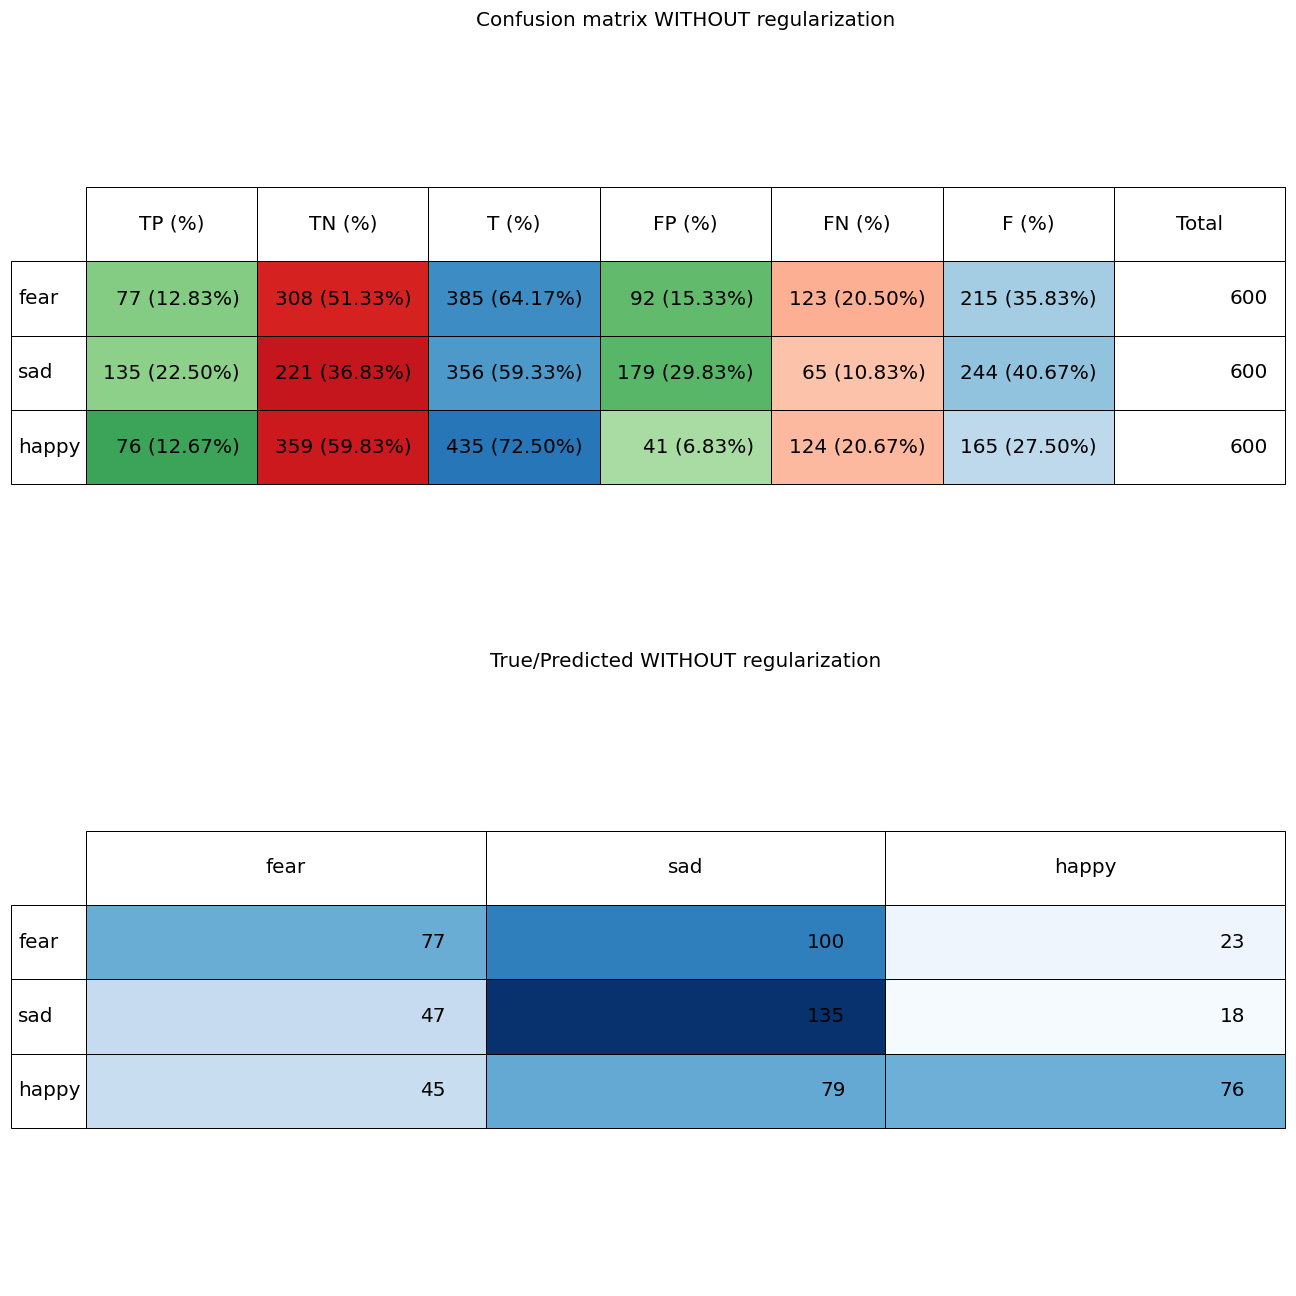 Confusion matrix WITHOUT regularization
TP (%) TN (%) T (%) FP (%) FN (%) F (%) Total
fear 77 (12.83%) 308 (51.33%) 385 (64.17%) 92 (15.33%) 123 (20.50%) 215 (35.83%) 600
sad 135 (22.50%) 221 (36.83%) 356 (59.33%) 179 (29.83%) 65 (10.83%) 244 (40.67%) 600
happy 76 (12.67%) 359 (59.83%) 435 (72.50%) 41 (6.83%) 124 (20.67%) 165 (27.50%) 600
True/Predicted WITHOUT regularization
fear sad happy
fear 77 100 23
sad 47 135 18
happy 45 79 76